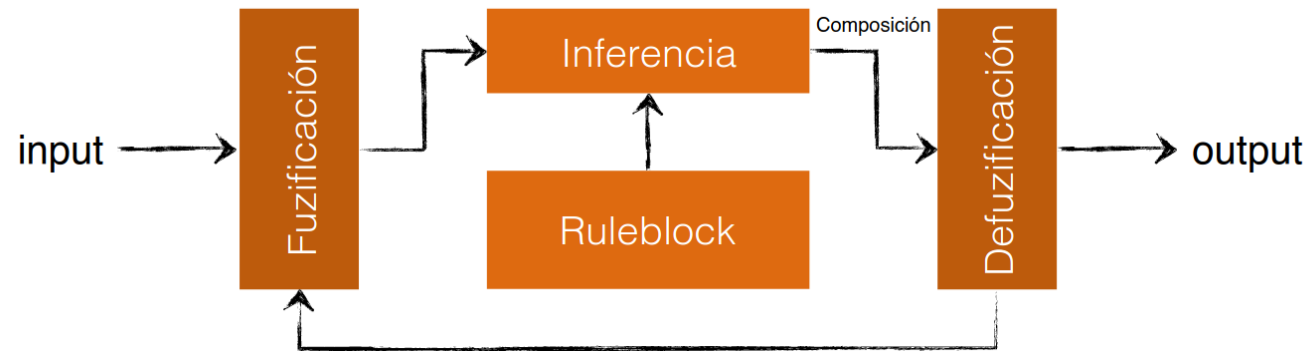 input
Fuzificación
Inferencia
Ruleblock
Composición
Defuzificación
output